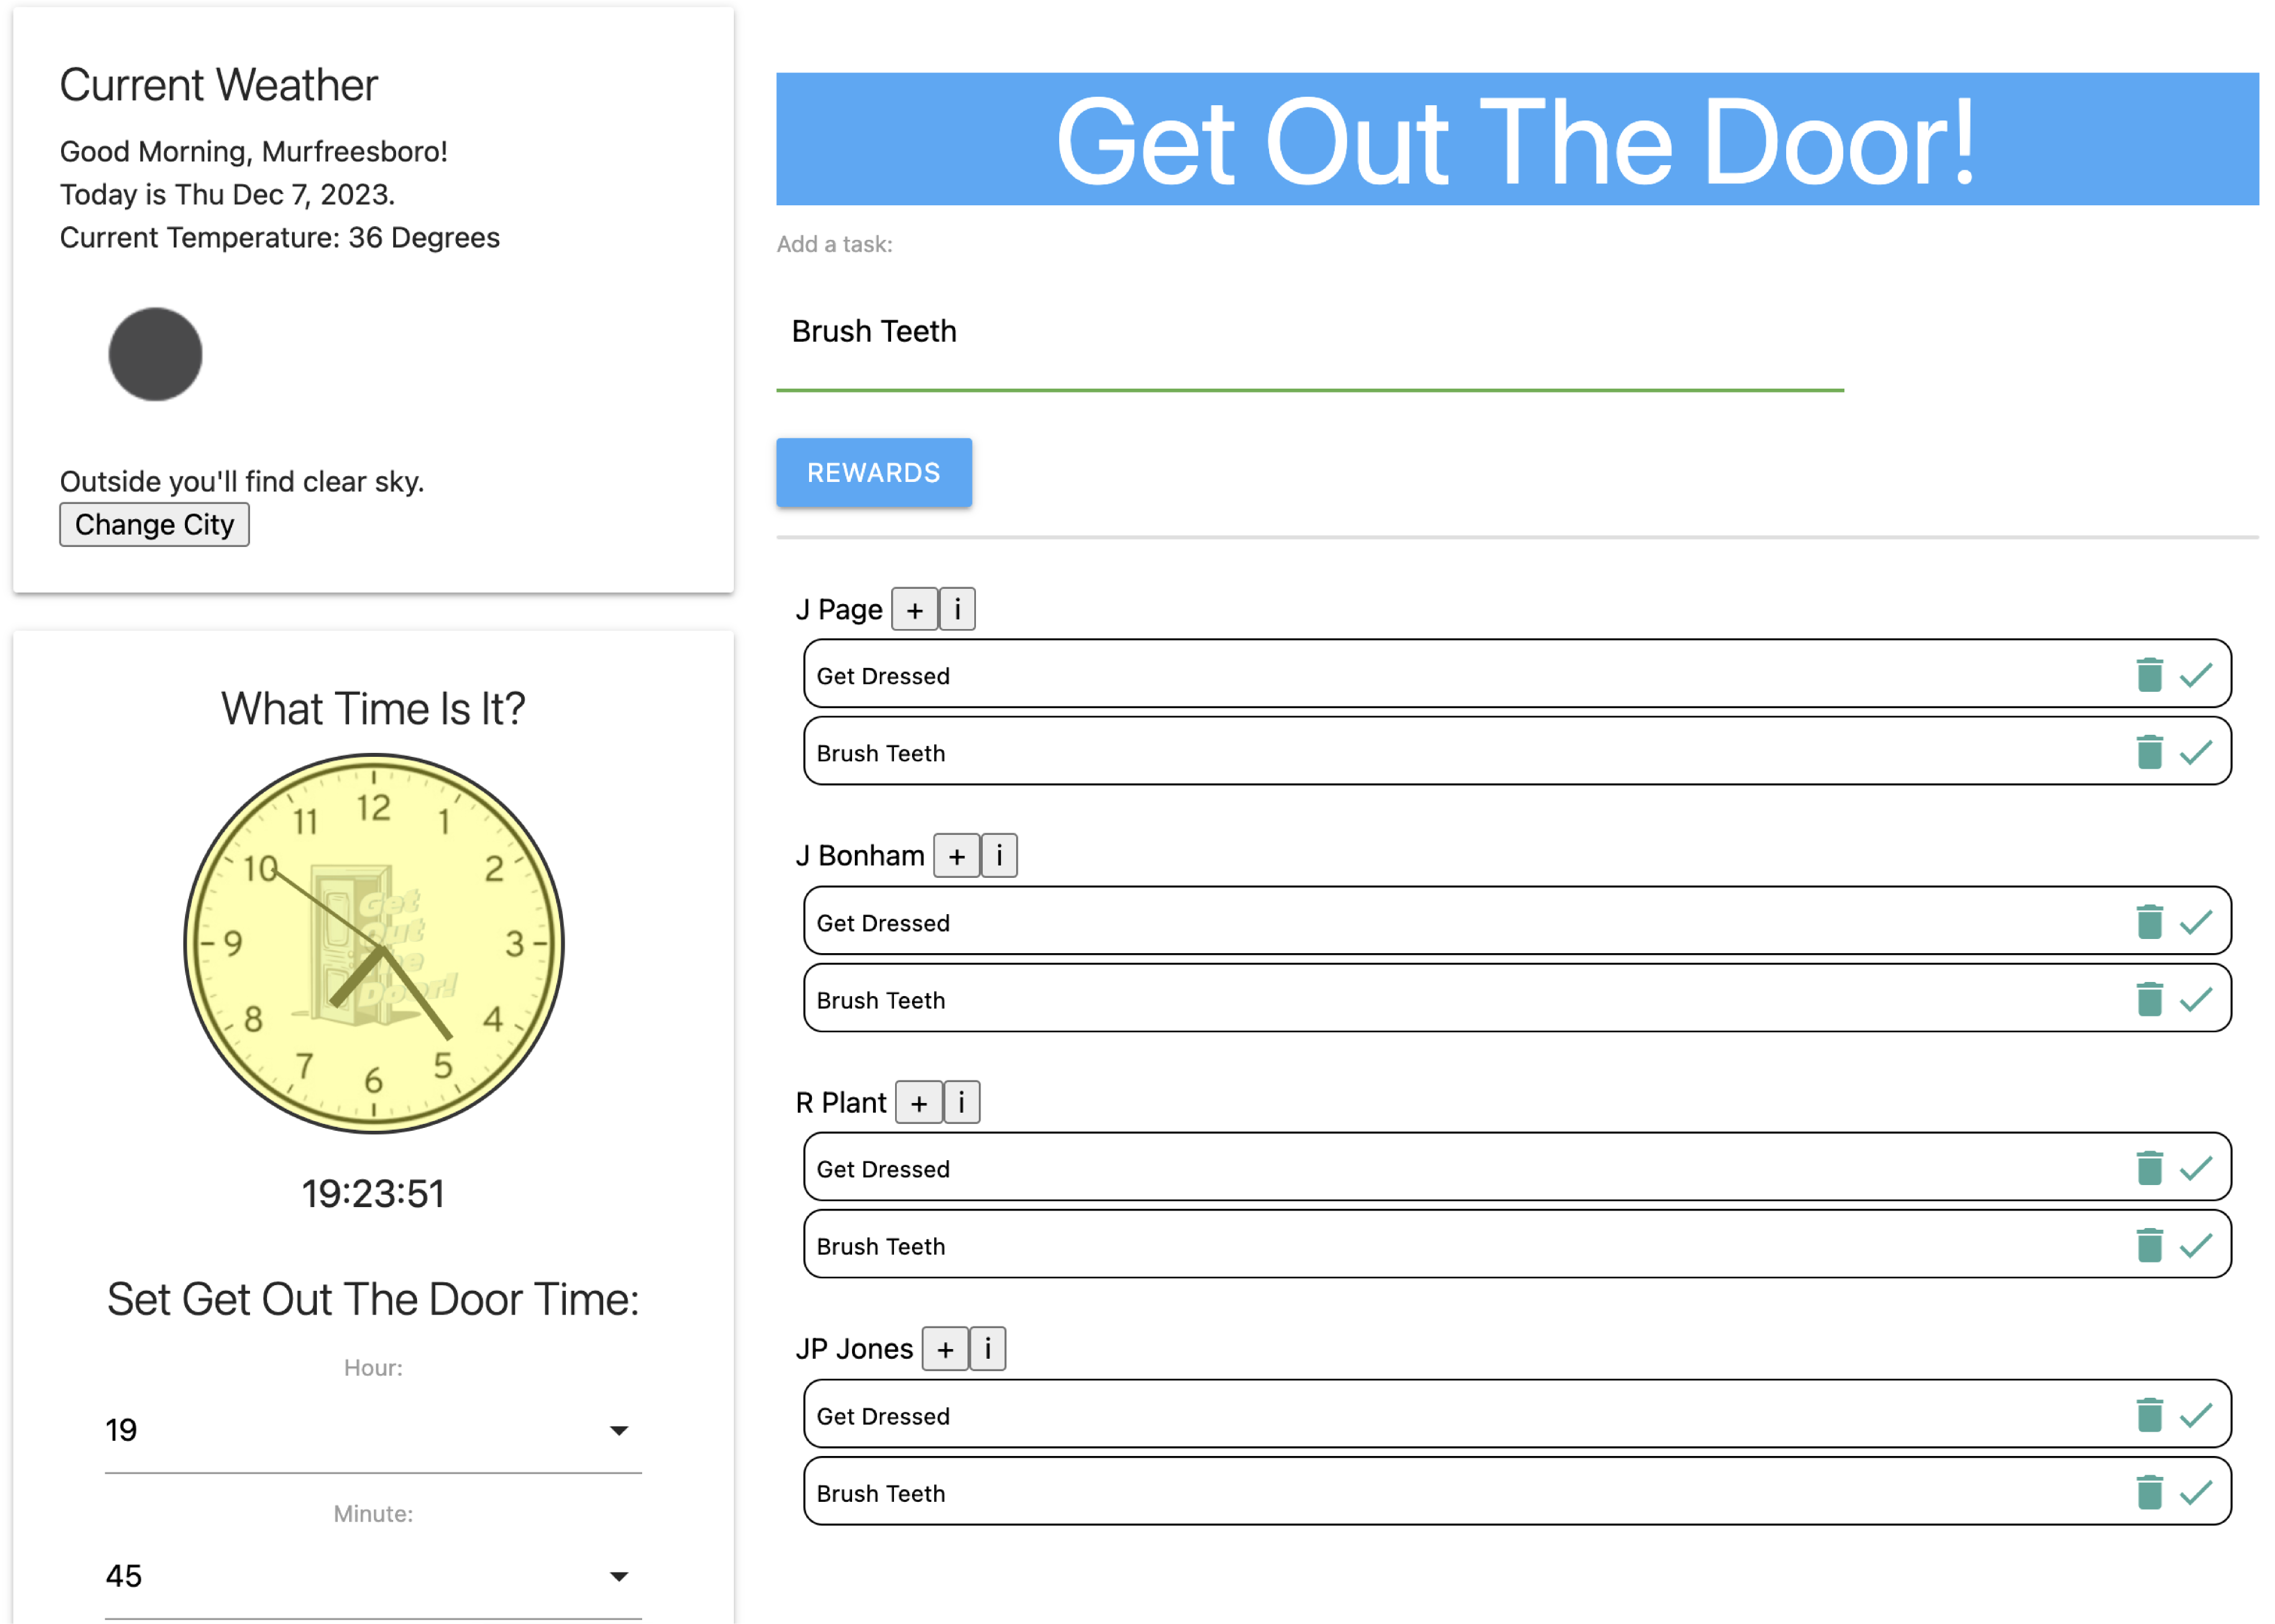 Current Weather
Good Morning, Murfreesboro!
Today is Thu Dec 7, 2023.
Current Temperature: 36 Degrees
Outside you'll find clear sky.
Change City
What Time Is It?
12
1
2
3
4
5
6
7
8
9
10
11
Get
Out
The
Door!
19:23:51
Set Get Out The Door Time:
Hour:
19
Minute:
45
Get Out The Door!
Add a task:
Brush Teeth
REWARDS
J Page + i
Get Dressed
Brush Teeth
J Bonham + i
Get Dressed
Brush Teeth
R Plant + i
Get Dressed
Brush Teeth
JP Jones + i
Get Dressed
Brush Teeth